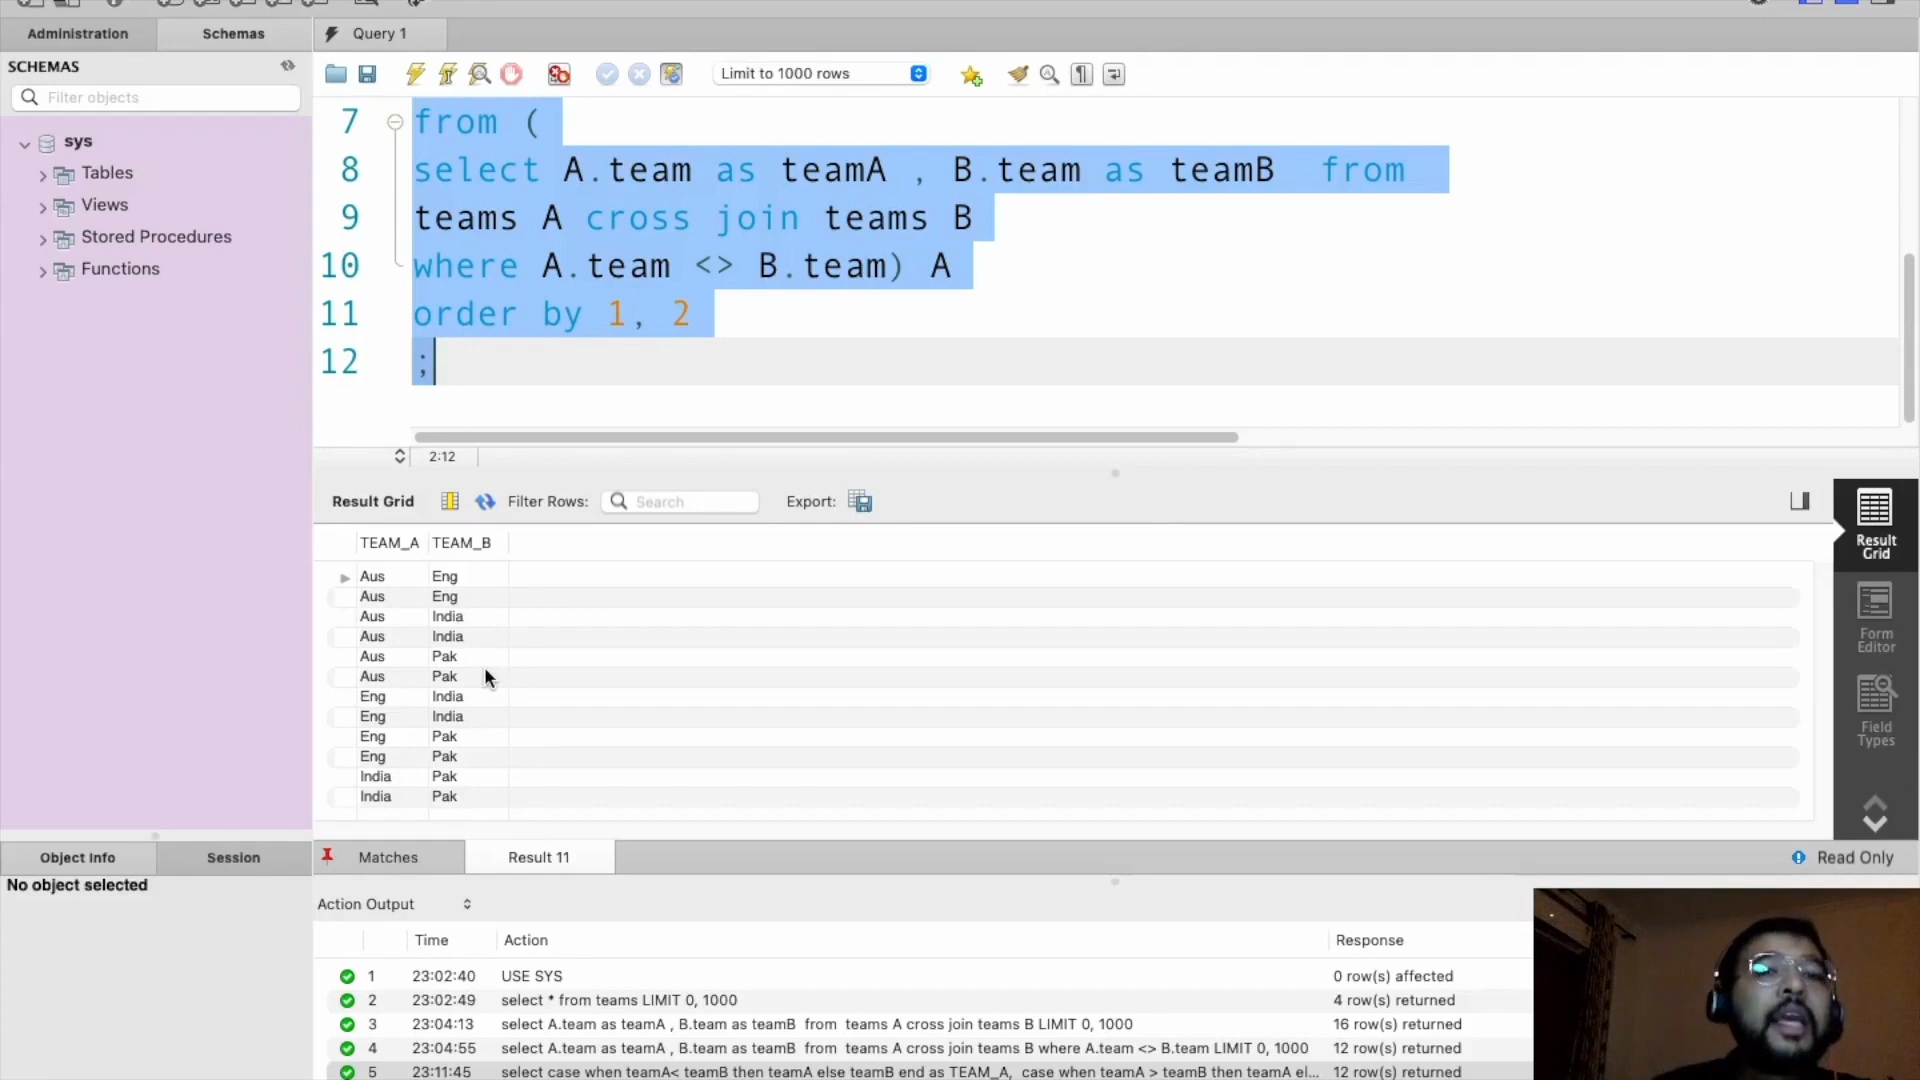 Administration
Schemas
Query 1
SCHEMAS
Filter objects
sys
Tables
Views
Stored Procedures
Functions
Limit to 1000 rows
7 from (
8 select A.team as teamA , B.team as teamB from
9 teams A cross join teams B
10 where A.team <> B.team) A
11 order by 1, 2
12 ;
2:12
Result Grid
Filter Rows:
Search
Export:
TEAM_A TEAM_B
Aus Eng
Aus Eng
Aus India
Aus India
Aus Pak
Aus Pak
Eng India
Eng India
Eng Pak
Eng Pak
India Pak
India Pak
Result
Grid
Form
Editor
Field
Types
Object Info
Session
No object selected
Matches
Result 11
Read Only
Action Output
Time Action Response
1 23:02:40 USE SYS 0 row(s) affected
2 23:02:49 select * from teams LIMIT 0, 1000 4 row(s) returned
3 23:04:13 select A.team as teamA , B.team as teamB from teams A cross join teams B LIMIT 0, 1000 16 row(s) returned
4 23:04:55 select A.team as teamA , B.team as teamB from teams A cross join teams B where A.team <> B.team LIMIT 0, 1000 12 row(s) returned
5 23:11:45 select case when teamA< teamB then teamA else teamB end as TEAM_A, case when teamA > teamB then teamA el... 12 row(s) returned